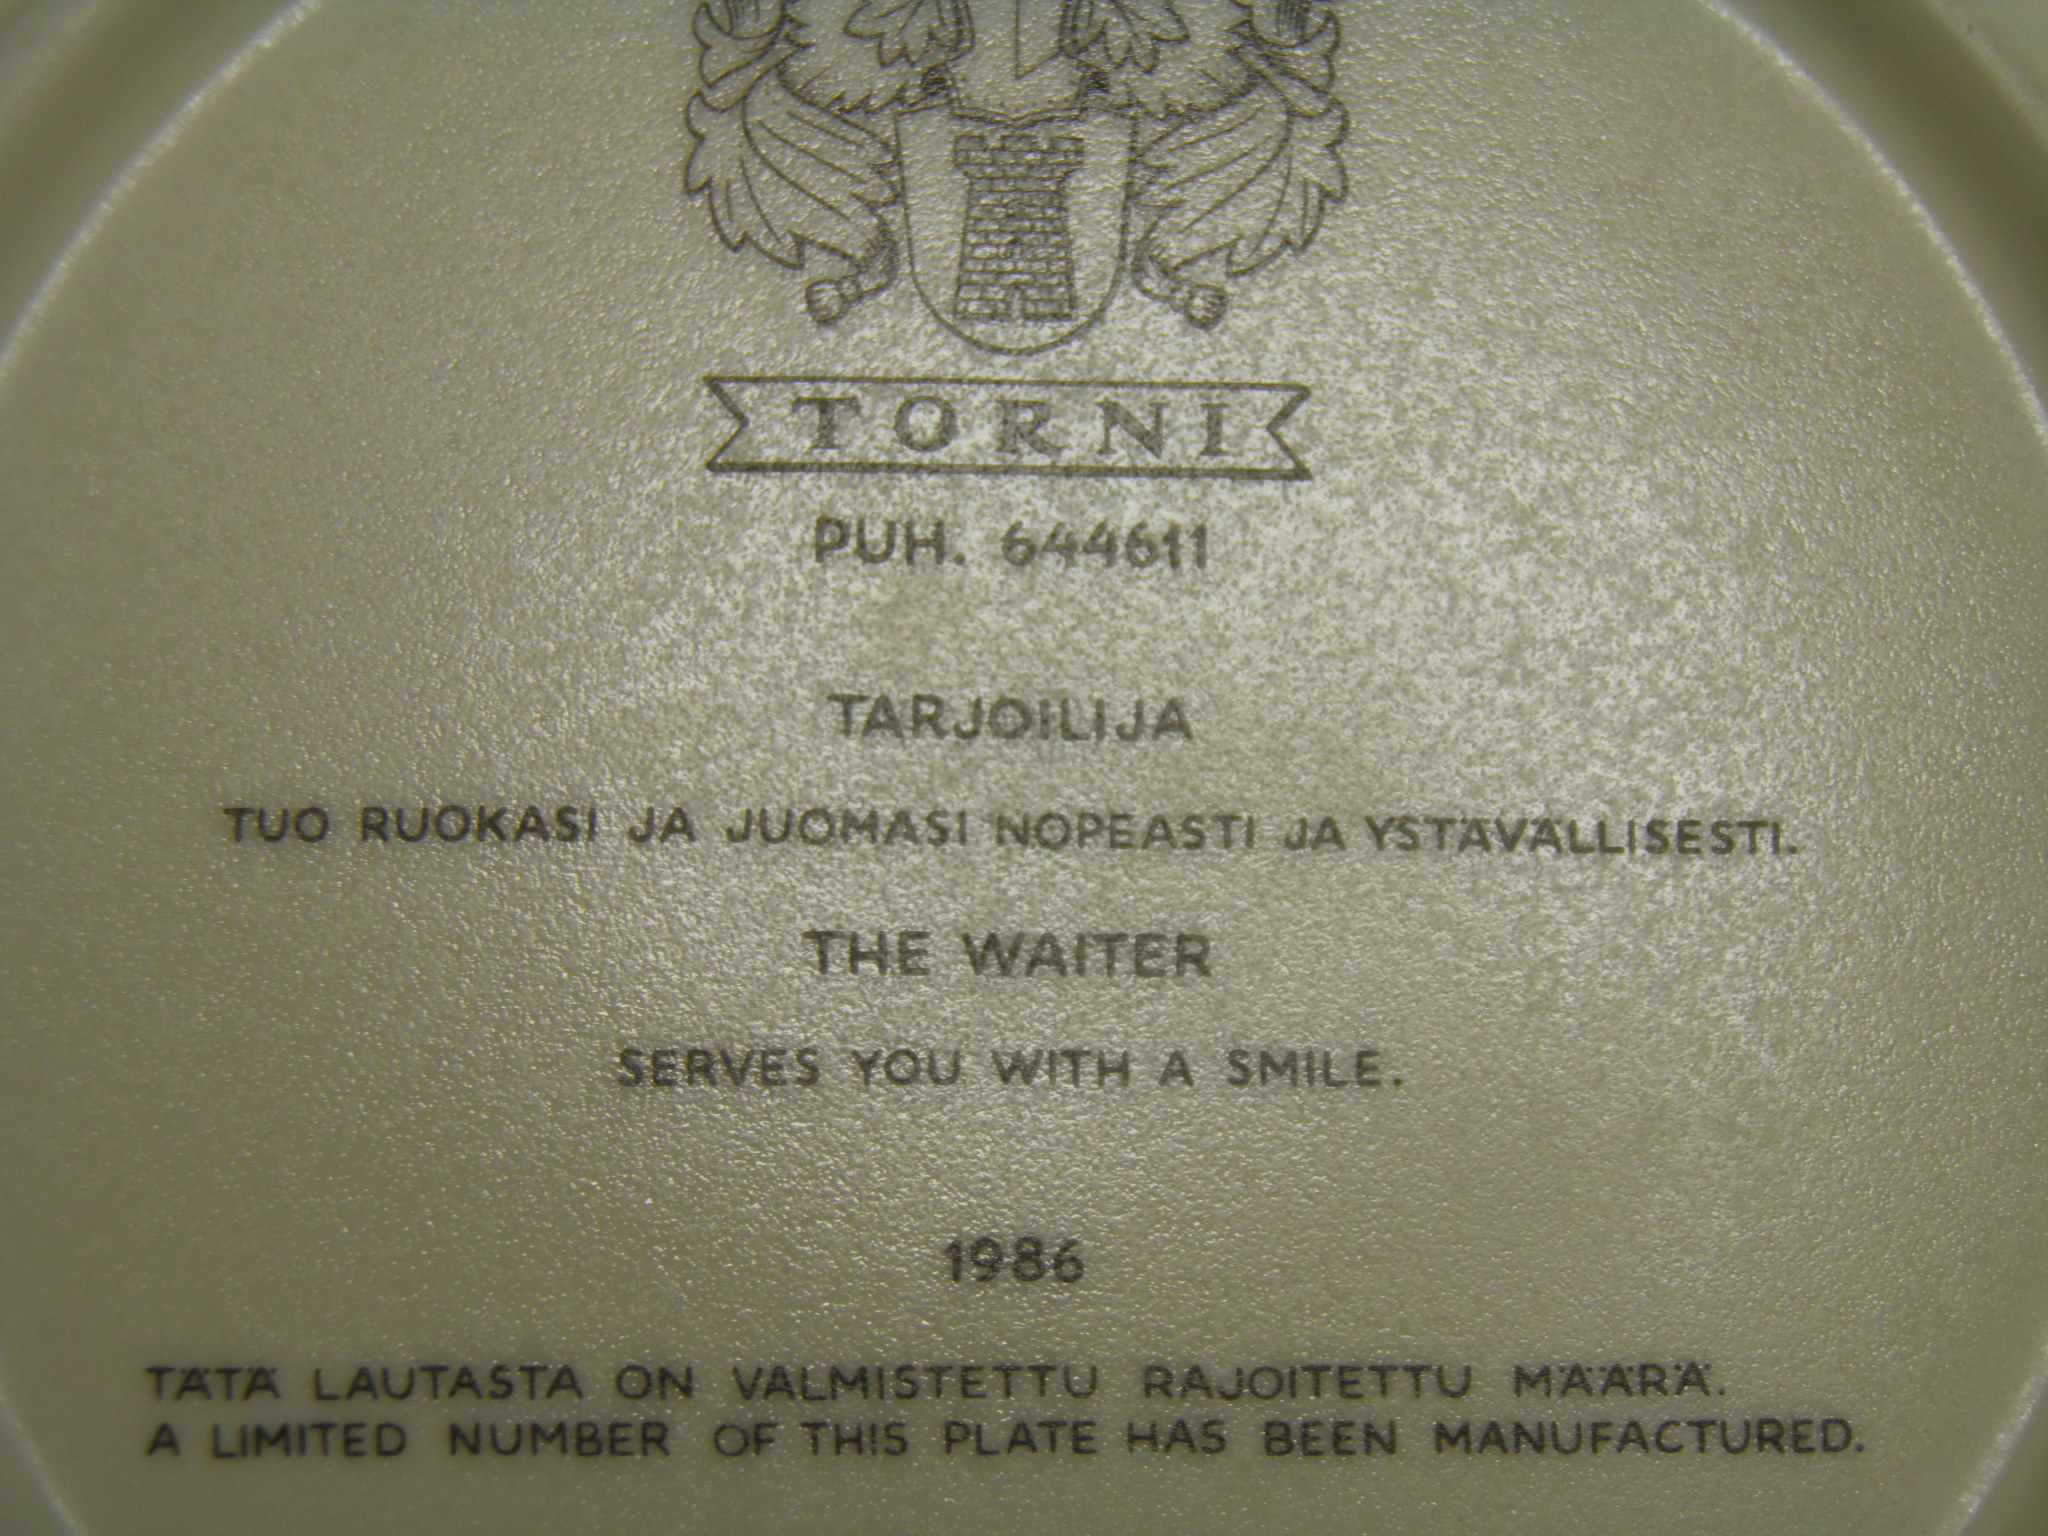 TORNI
PUH. 644611
TARJOILIJA
TUO RUOKASI JA JUOMASI NOPEASTI JA YSTÄVÄLLISESTI.
THE WAITER
SERVES YOU WITH A SMILE.
1986
TÄTÄ LAUTASTA ON VALMISTETTU RAJOITETTU MÄÄRÄ.
A LIMITED NUMBER OF THIS PLATE HAS BEEN MANUFACTURED.